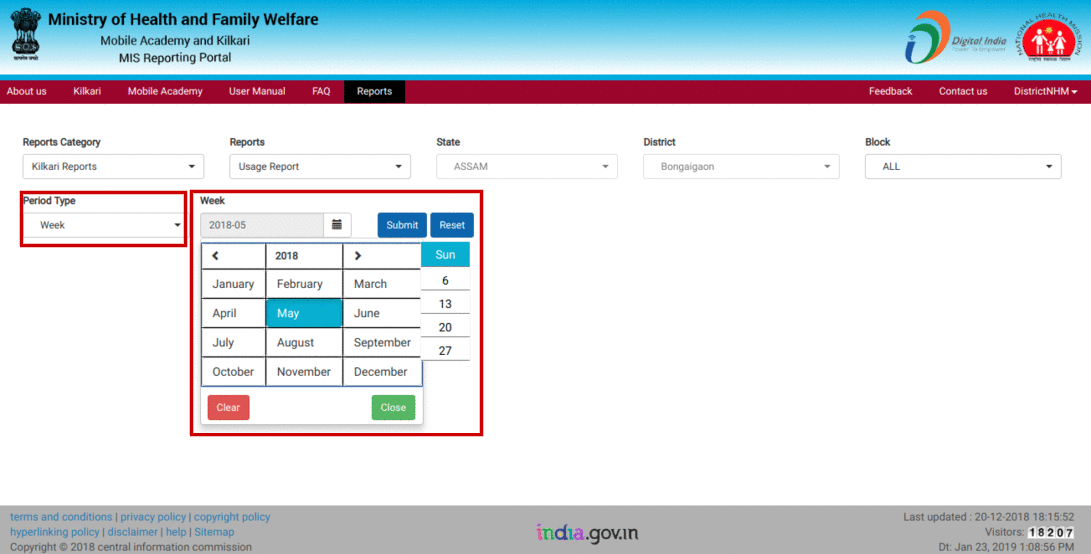 Ministry of Health and Family Welfare
Mobile Academy and Kilkari
MIS Reporting Portal
Digital India
Power To Empower
NATIONAL HEALTH MISSION
About us Kilkari Mobile Academy User Manual FAQ Reports Feedback Contact us DistrictNHM
Reports Category Reports State District Block
Kilkari Reports Usage Report ASSAM Bongaigaon ALL
Period Type Week
Week 2018-05 Submit Reset
2018 Sun
January February March 6
April May June 13
July August September 20
October November December 27
Clear Close
terms and conditions | privacy policy | copyright policy
hyperlinking policy | disclaimer | help | Sitemap
Copyright © 2018 central information commission
india.gov.in
Last updated : 20-12-2018 18:15:52
Visitors: 18207
Dt: Jan 23, 2019 1:08:56 PM